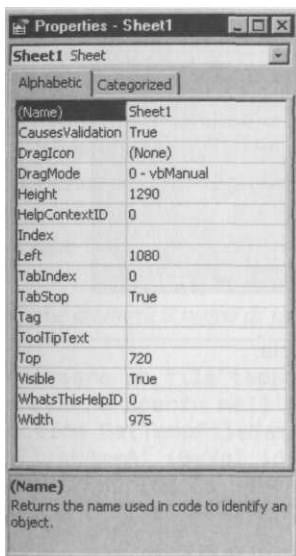 Properties - Sheet1
Sheet1 Sheet
Alphabetic Categorized
(Name) Sheet1
CausesValidation True
DragIcon (None)
DragMode 0 - vbManual
Height 1290
HelpContextID 0
Index
Left 1080
TabIndex 0
TabStop True
Tag
ToolTipText
Top 720
Visible True
WhatsThisHelpID 0
Width 975
(Name)
Returns the name used in code to identify an
object.